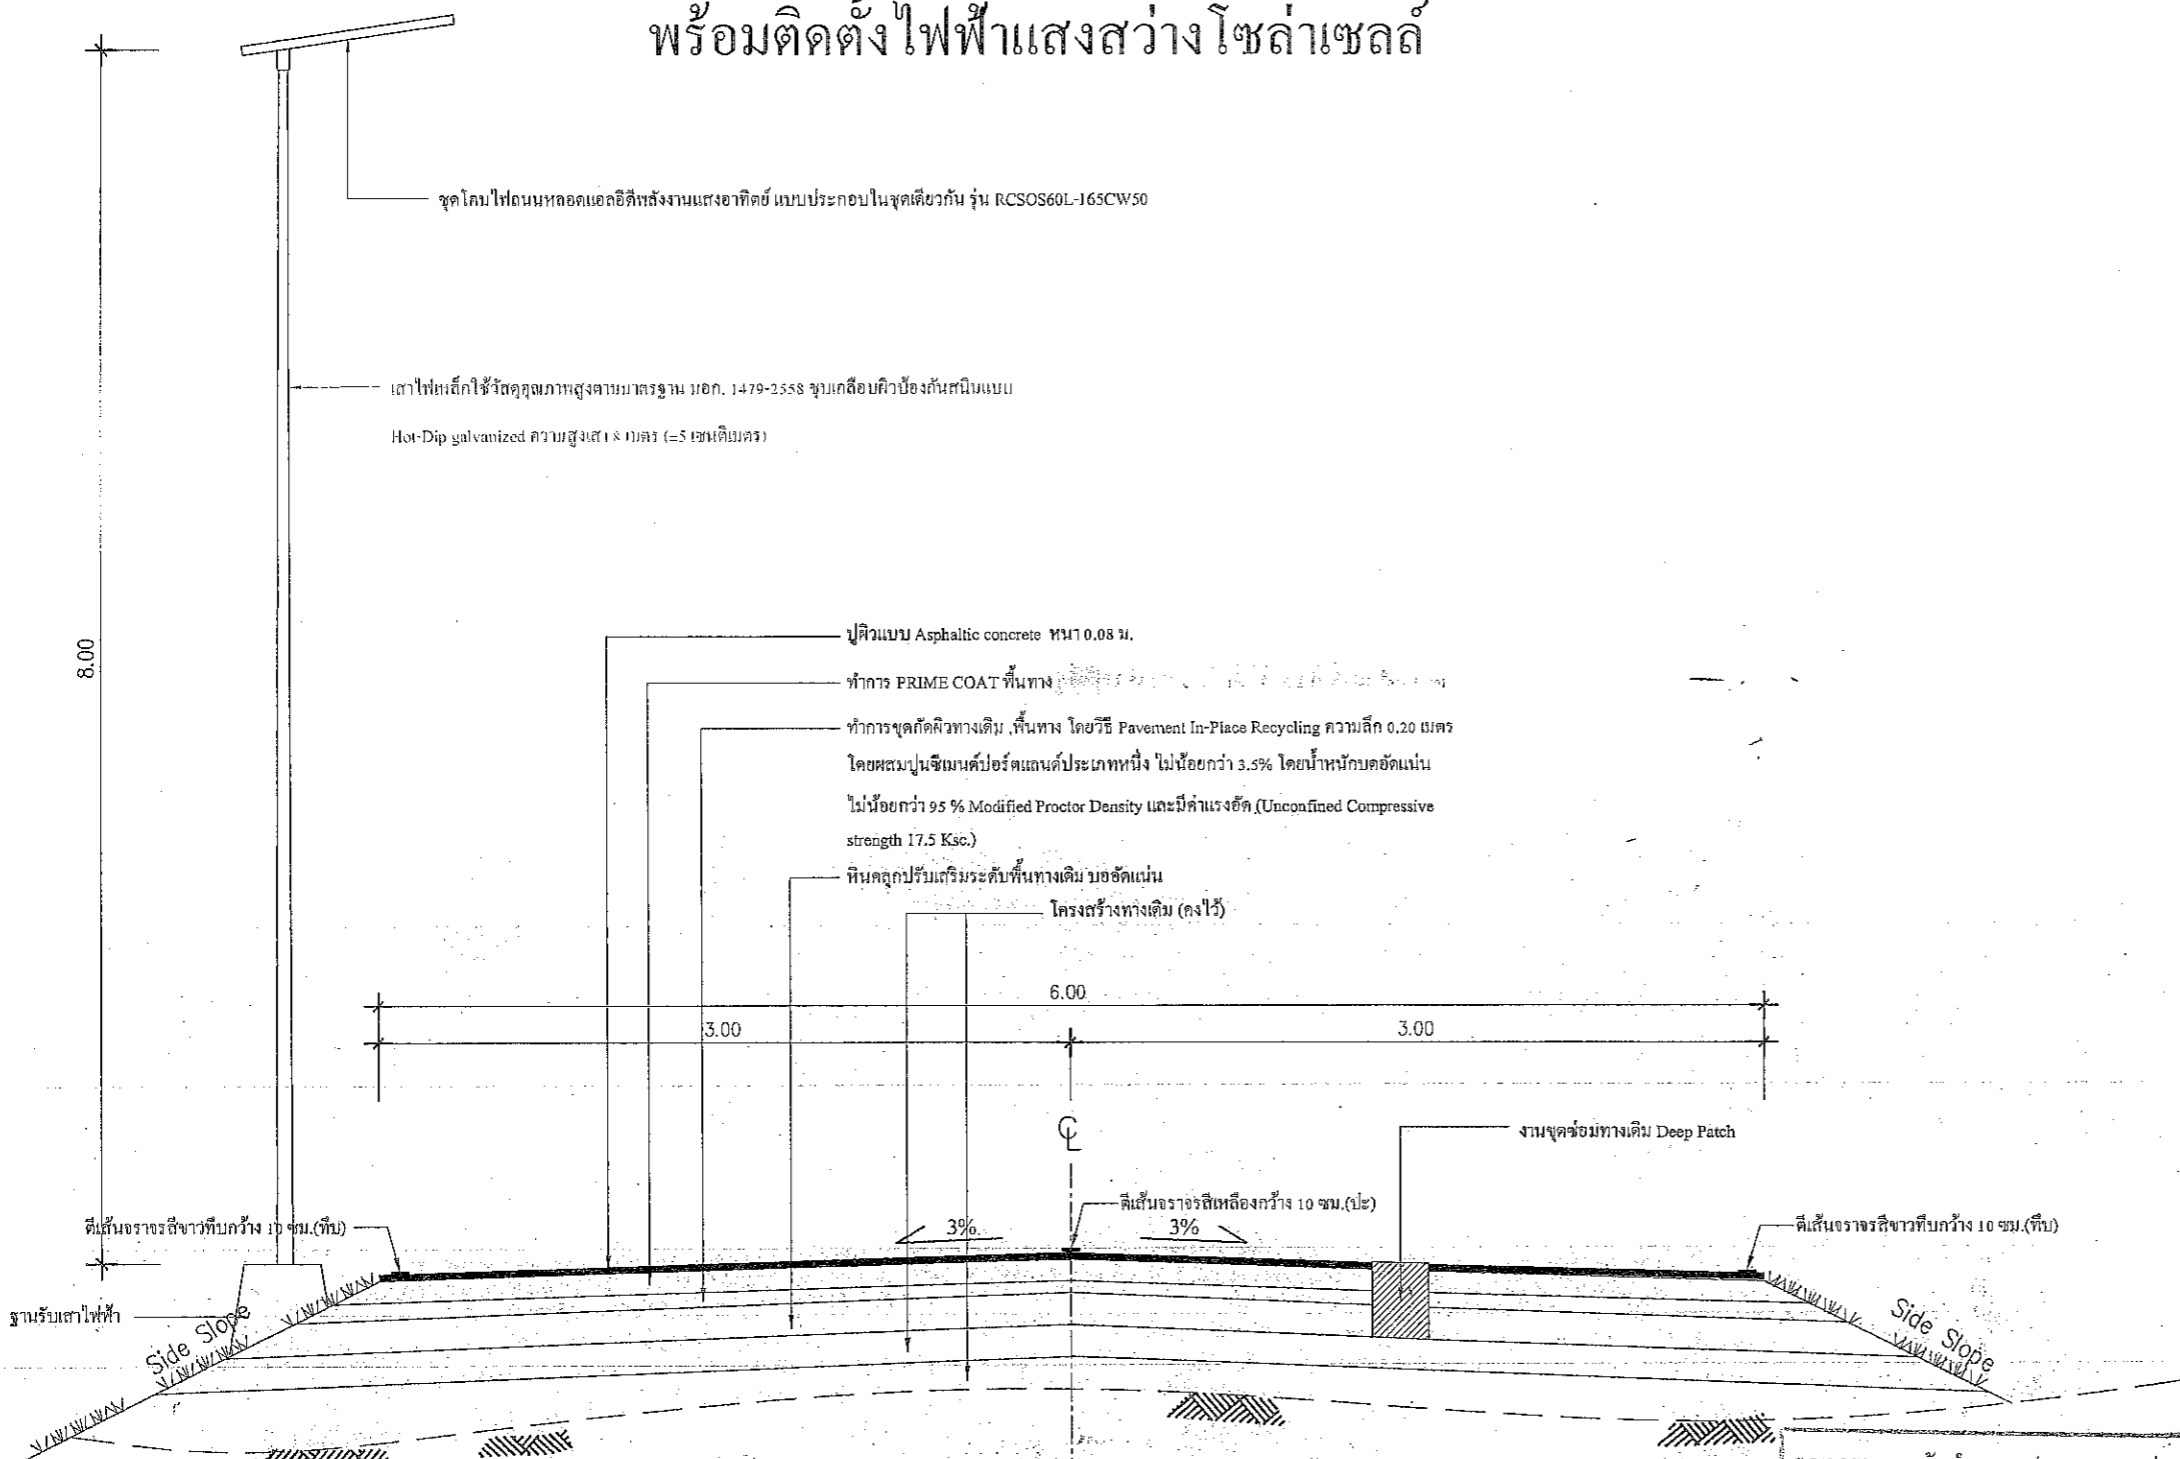 พร้อมติดตั้งไฟฟ้าแสงสว่างโซล่าเซลล์
ชุดโคมไฟถนนหลอดแอลอีดีพลังงานแสงอาทิตย์ แบบประกอบในชุดเดียวกัน รุ่น RCSOS60L-165CW50
เสาไฟเหล็กใช้วัสดุคุณภาพสูงตามมาตรฐาน มอก. 1479-2558 ชุบเคลือบผิวป้องกันสนิมแบบ
Hot-Dip galvanized ความสูงเสา 8 เมตร (=5 เซนติเมตร)
8.00
ปูผิวแบบ Asphaltic concrete หนา 0.08 ม.
ทำการ PRIME COAT พื้นทาง
ทำการขุดกัดผิวทางเดิม ,พื้นทาง โดยวิธี Pavement In-Place Recycling ความลึก 0.20 เมตร
โดยผสมปูนซีเมนต์ปอร์ตแลนด์ประเภทหนึ่ง ไม่น้อยกว่า 3.5% โดยน้ำหนักบดอัดแน่น
ไม่น้อยกว่า 95 % Modified Proctor Density และมีค่าแรงอัด (Unconfined Compressive
strength 17.5 Ksc.)
หินคลุกปรับเสริมระดับพื้นทางเดิม บออัดแน่น
โครงสร้างทางเดิม (คงไว้)
6.00
3.00
3.00
งานขุดซ่อมทางเดิม Deep Patch
ตีเส้นจราจรสีเหลืองกว้าง 10 ซม.(ปะ)
ตีเส้นจราจรสีขาวทึบกว้าง 10 ซม.(ทึบ)
3%
3%
ตีเส้นจราจรสีขาวทึบกว้าง 10 ซม.(ทึบ)
ฐานรับเสาไฟฟ้า
Side Slope
Side Slope